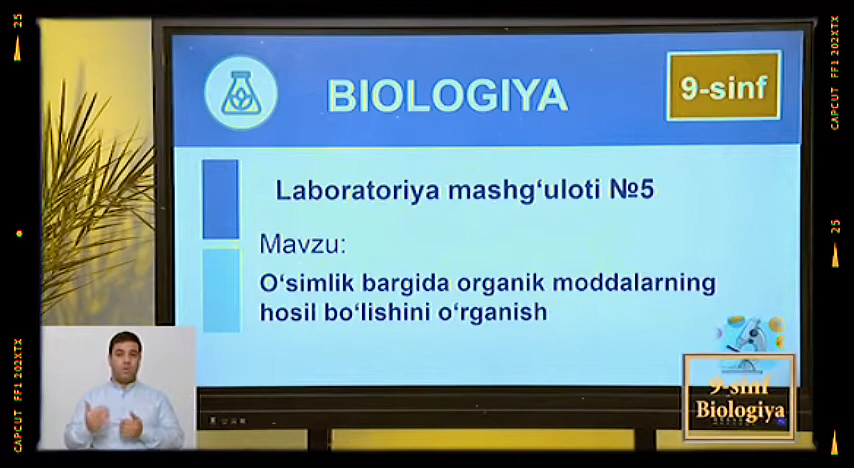 25
CAPCUT FF1 202XTX
BIOLOGIYA
9-sinf
Laboratoriya mashg‘uloti №5
Mavzu:
O‘simlik bargida organik moddalarning
hosil bo‘lishini o‘rganish
25
CAPCUT FF1 202XTX
9-sinf
Biologiya